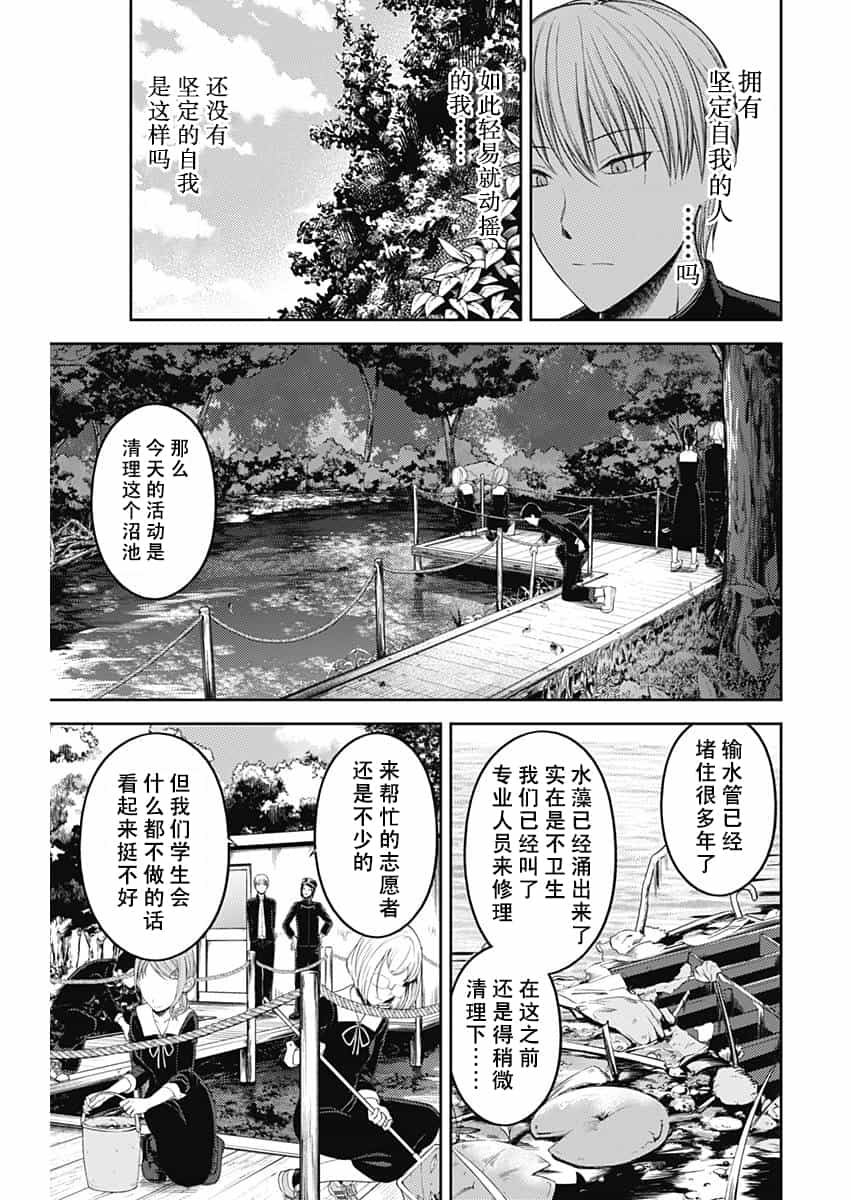 拥有
坚定自我的人
……吗
如此轻易就动摇
的我……
还没有
坚定的自我
是这样吗
那么
今天的活动是
清理这个沼池
输水管已经
堵住很多年了
水藻已经涌出来了
实在是不卫生
我们已经叫了
专业人员来修理
在这之前
还是得稍微
清理下……
来帮忙的志愿者
还是不少的
但我们学生会
什么都不做的话
看起来挺不好